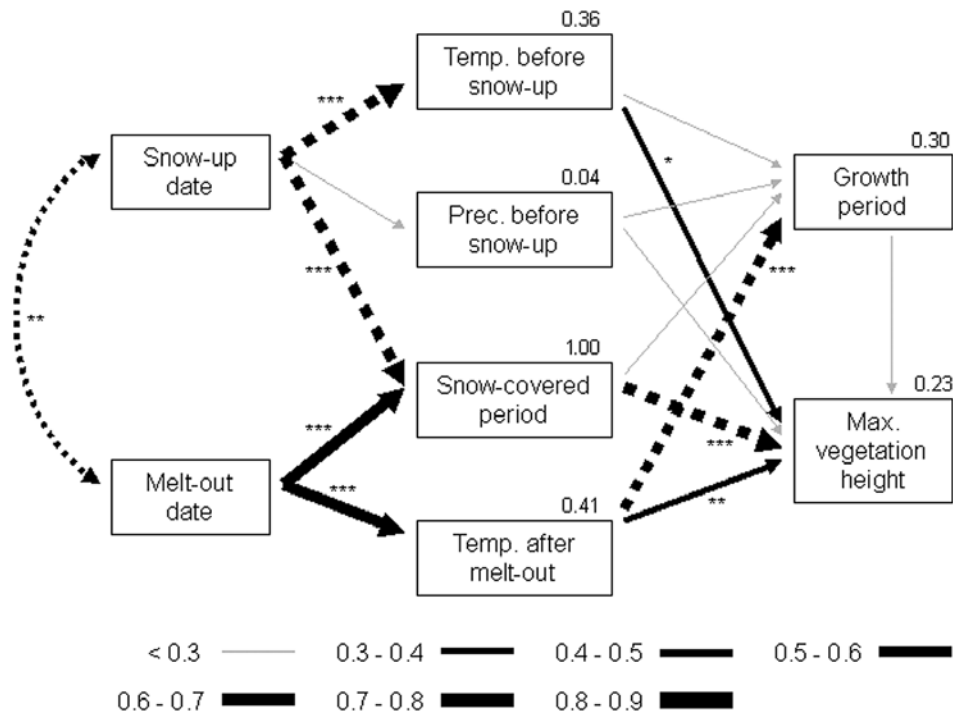 0.36
Temp. before
snow-up
***
Snow-up
date
0.04
Prec. before
snow-up
*
0.30
Growth
period
***
***
**
1.00
Snow-covered
period
***
***
0.23
Max.
vegetation
height
Melt-out
date
***
0.41
Temp. after
melt-out
**
< 0.3
0.3 - 0.4
0.4 - 0.5
0.5 - 0.6
0.6 - 0.7
0.7 - 0.8
0.8 - 0.9